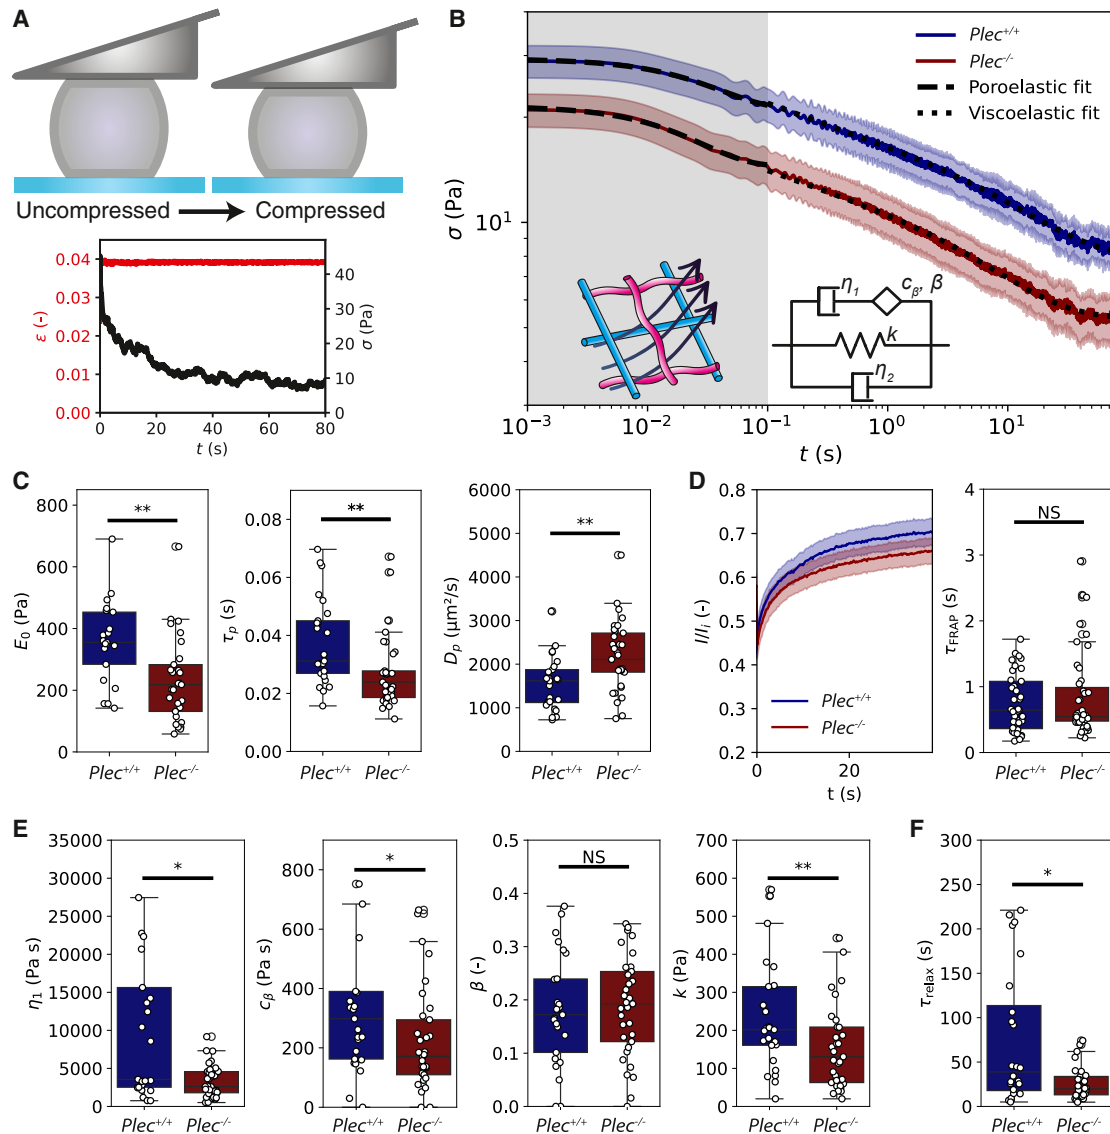 A
Uncompressed
Compressed
0.04
0.03
0.02
0.01
0.00
ε (-)
40
30
20
10
0
σ (Pa)
0
20
40
60
80
t (s)
B
Plec+/+
Plec-/-
Poroelastic fit
Viscoelastic fit
σ (Pa)
10¹
η₁
cβ, β
k
η₂
10⁻³
10⁻²
10⁻¹
10⁰
10¹
t (s)
C
E₀ (Pa)
800
600
400
200
0
**
Plec+/+
Plec-/-
τp (s)
0.08
0.06
0.04
0.02
0.00
**
Plec+/+
Plec-/-
Dp (µm²/s)
6000
5000
4000
3000
2000
1000
0
**
Plec+/+
Plec-/-
D
I/Ii (-)
0.8
0.7
0.6
0.5
0.4
0.3
0.2
Plec+/+
Plec-/-
0
20
t (s)
τFRAP (s)
4
3
2
1
0
NS
Plec+/+
Plec-/-
E
η₁ (Pa s)
35000
30000
25000
20000
15000
10000
5000
0
*
Plec+/+
Plec-/-
cβ (Pa s)
800
600
400
200
0
*
Plec+/+
Plec-/-
β (-)
0.5
0.4
0.3
0.2
0.1
0.0
NS
Plec+/+
Plec-/-
k (Pa)
700
600
500
400
300
200
100
0
**
Plec+/+
Plec-/-
F
τrelax (s)
300
250
200
150
100
50
0
*
Plec+/+
Plec-/-